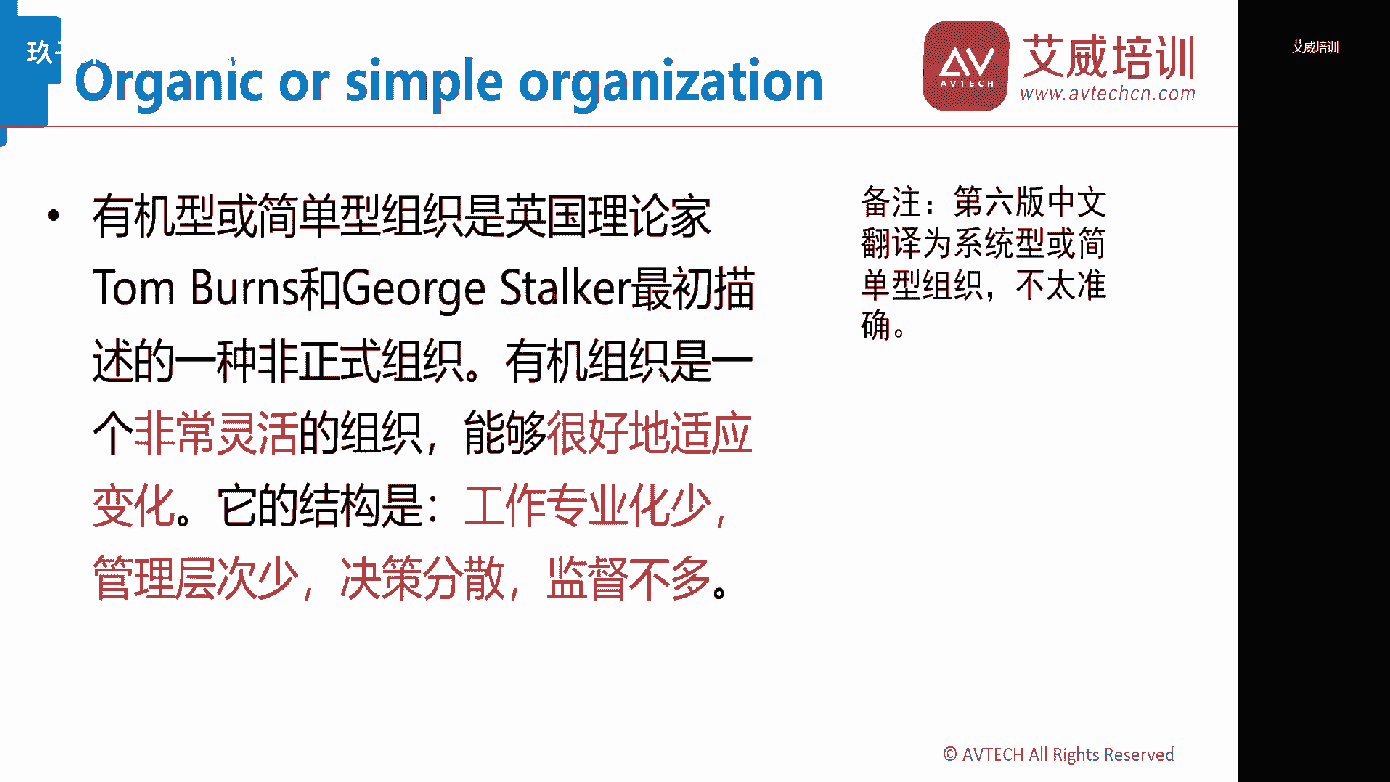 玖
Organic or simple organization
AV
AVTECH
艾威培训
www.avtechcn.com
艾威培训
• 有机型或简单型组织是英国理论家
Tom Burns和George Stalker最初描
述的一种非正式组织。有机组织是一
个非常灵活的组织，能够很好地适应
变化。它的结构是：工作专业化少，
管理层次少，决策分散，监督不多。
备注：第六版中文
翻译为系统型或简
单型组织，不太准
确。
© AVTECH All Rights Reserved